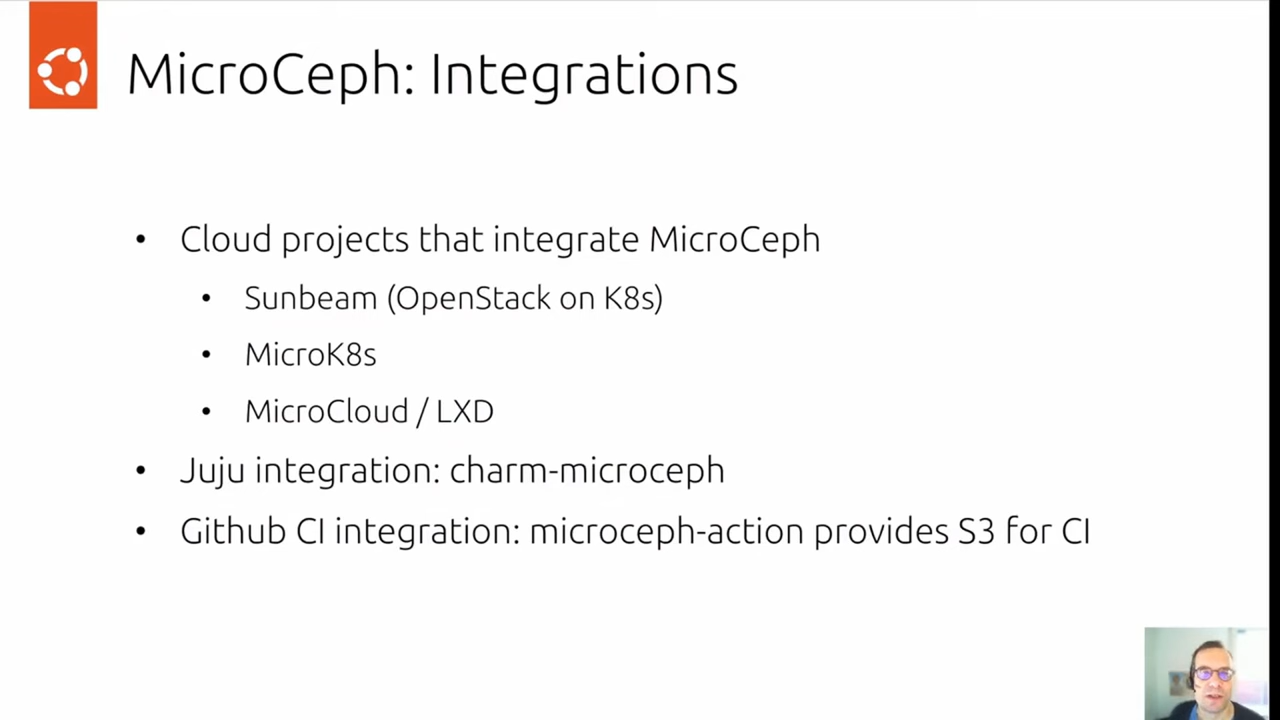 MicroCeph: Integrations
• Cloud projects that integrate MicroCeph
• Sunbeam (OpenStack on K8s)
• MicroK8s
• MicroCloud / LXD
• Juju integration: charm-microceph
• Github CI integration: microceph-action provides S3 for CI